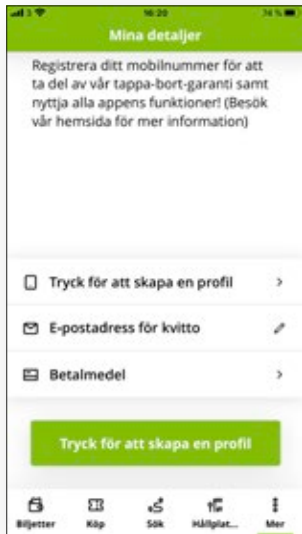 16:20
74 %
Mina detaljer
Registrera ditt mobilnummer för att
ta del av vår tappa-bort-garanti samt
nyttja alla appens funktioner! (Besök
vår hemsida för mer information)
Tryck för att skapa en profil
E-postadress för kvitto
Betalmedel
Tryck för att skapa en profil
Biljetter Köp Sök Hållplat... Mer